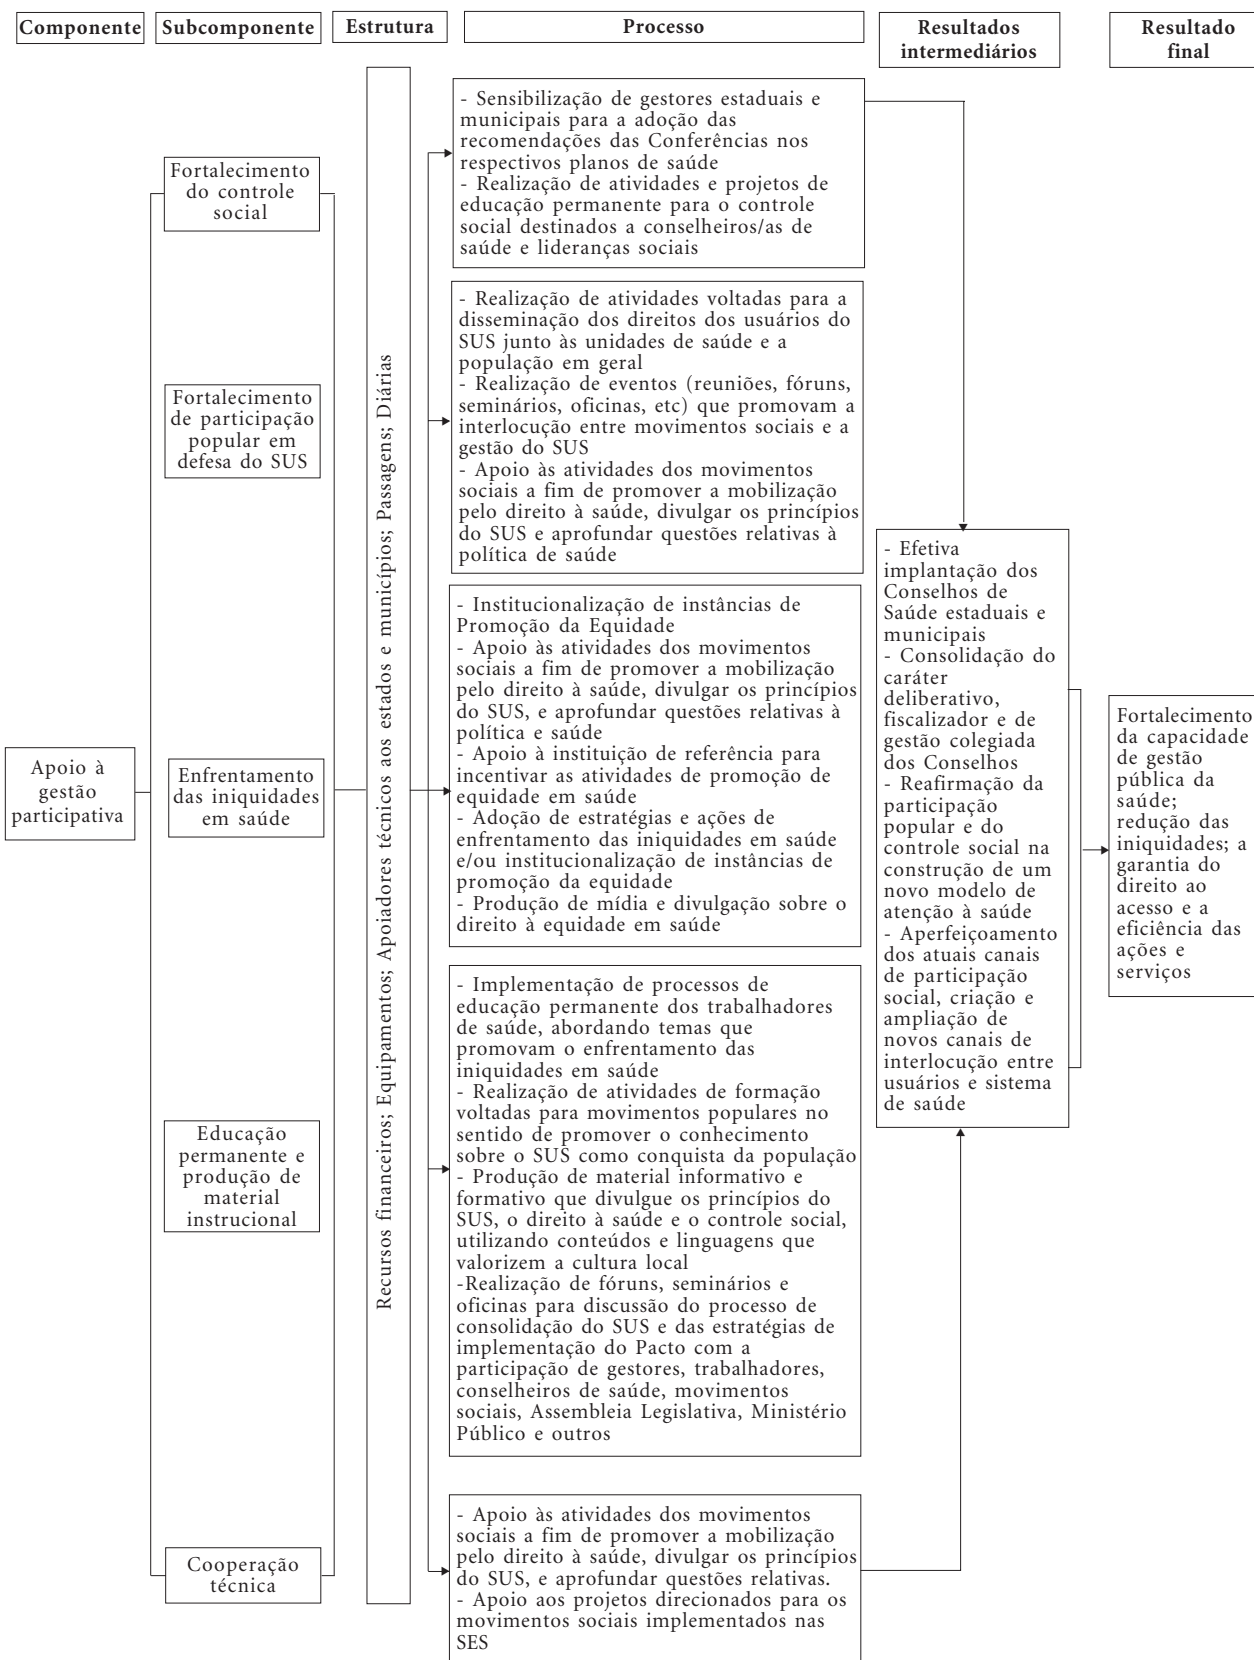 Componente
Subcomponente
Estrutura
Processo
Resultados
intermediários
Resultado
final
Apoio à
gestão
participativa
Fortalecimento
do controle
social
Fortalecimento
de participação
popular em
defesa do SUS
Enfrentamento
das iniquidades
em saúde
Educação
permanente e
produção de
material
instrucional
Cooperação
técnica
Recursos financeiros; Equipamentos; Apoiadores técnicos aos estados e municípios; Passagens; Diárias
- Sensibilização de gestores estaduais e
municipais para a adoção das
recomendações das Conferências nos
respectivos planos de saúde
- Realização de atividades e projetos de
educação permanente para o controle
social destinados a conselheiros/as de
saúde e lideranças sociais
- Realização de atividades voltadas para a
disseminação dos direitos dos usuários do
SUS junto às unidades de saúde e a
população em geral
- Realização de eventos (reuniões, fóruns,
seminários, oficinas, etc) que promovam a
interlocução entre movimentos sociais e a
gestão do SUS
- Apoio às atividades dos movimentos
sociais a fim de promover a mobilização
pelo direito à saúde, divulgar os princípios
do SUS e aprofundar questões relativas à
política de saúde
- Institucionalização de instâncias de
Promoção da Equidade
- Apoio às atividades dos movimentos
sociais a fim de promover a mobilização
pelo direito à saúde, divulgar os princípios
do SUS, e aprofundar questões relativas à
política e saúde
- Apoio à instituição de referência para
incentivar as atividades de promoção de
equidade em saúde
- Adoção de estratégias e ações de
enfrentamento das iniquidades em saúde
e/ou institucionalização de instâncias de
promoção da equidade
- Produção de mídia e divulgação sobre o
direito à equidade em saúde
- Implementação de processos de
educação permanente dos trabalhadores
de saúde, abordando temas que
promovam o enfrentamento das
iniquidades em saúde
- Realização de atividades de formação
voltadas para movimentos populares no
sentido de promover o conhecimento
sobre o SUS como conquista da população
- Produção de material informativo e
formativo que divulgue os princípios do
SUS, o direito à saúde e o controle social,
utilizando conteúdos e linguagens que
valorizem a cultura local
-Realização de fóruns, seminários e
oficinas para discussão do processo de
consolidação do SUS e das estratégias de
implementação do Pacto com a
participação de gestores, trabalhadores,
conselheiros de saúde, movimentos
sociais, Assembleia Legislativa, Ministério
Público e outros
- Apoio às atividades dos movimentos
sociais a fim de promover a mobilização
pelo direito à saúde, divulgar os princípios
do SUS, e aprofundar questões relativas.
- Apoio aos projetos direcionados para os
movimentos sociais implementados nas
SES
- Efetiva
implantação dos
Conselhos de
Saúde estaduais e
municipais
- Consolidação do
caráter
deliberativo,
fiscalizador e de
gestão colegiada
dos Conselhos
- Reafirmação da
participação
popular e do
controle social na
construção de um
novo modelo de
atenção à saúde
- Aperfeiçoamento
dos atuais canais
de participação
social, criação e
ampliação de
novos canais de
interlocução entre
usuários e sistema
de saúde
Fortalecimento
da capacidade
de gestão
pública da
saúde;
redução das
iniquidades; a
garantia do
direito ao
acesso e a
eficiência das
ações e
serviços